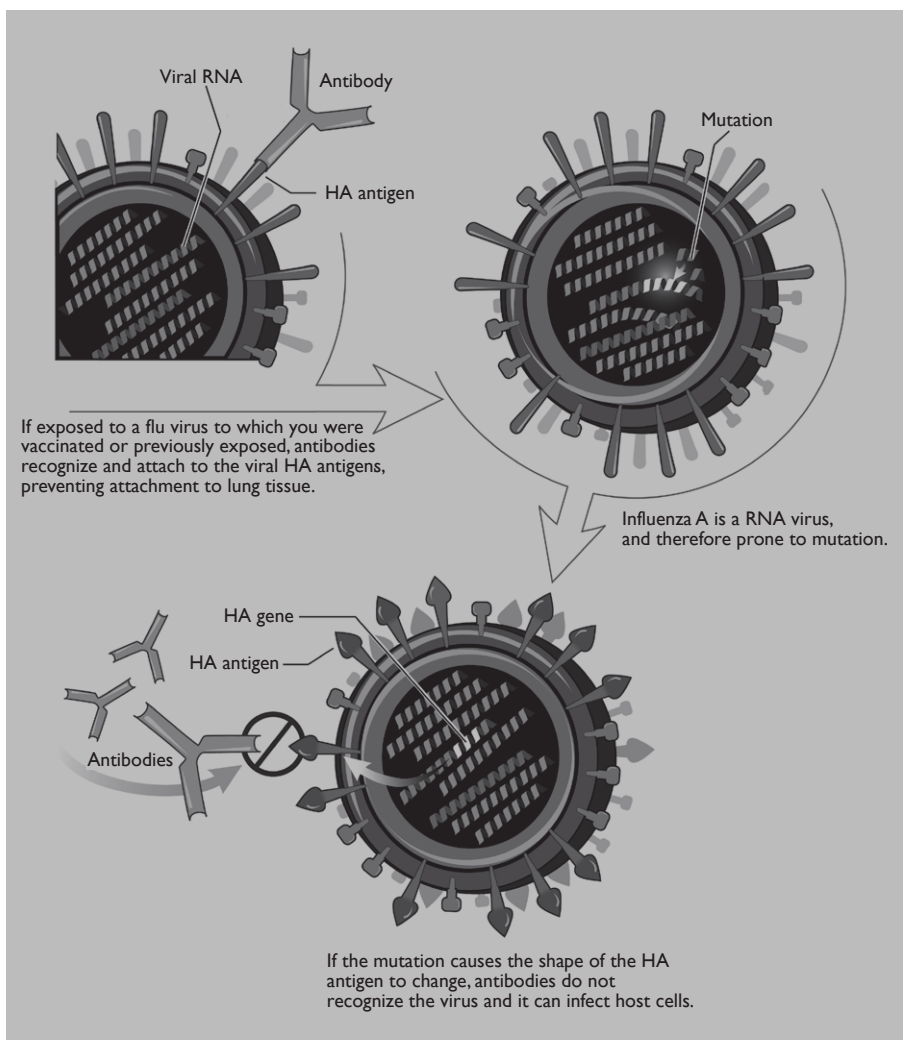 Viral RNA
Antibody
HA antigen
Mutation
If exposed to a flu virus to which you were
vaccinated or previously exposed, antibodies
recognize and attach to the viral HA antigens,
preventing attachment to lung tissue.
Influenza A is a RNA virus,
and therefore prone to mutation.
HA gene
HA antigen
Antibodies
If the mutation causes the shape of the HA
antigen to change, antibodies do not
recognize the virus and it can infect host cells.